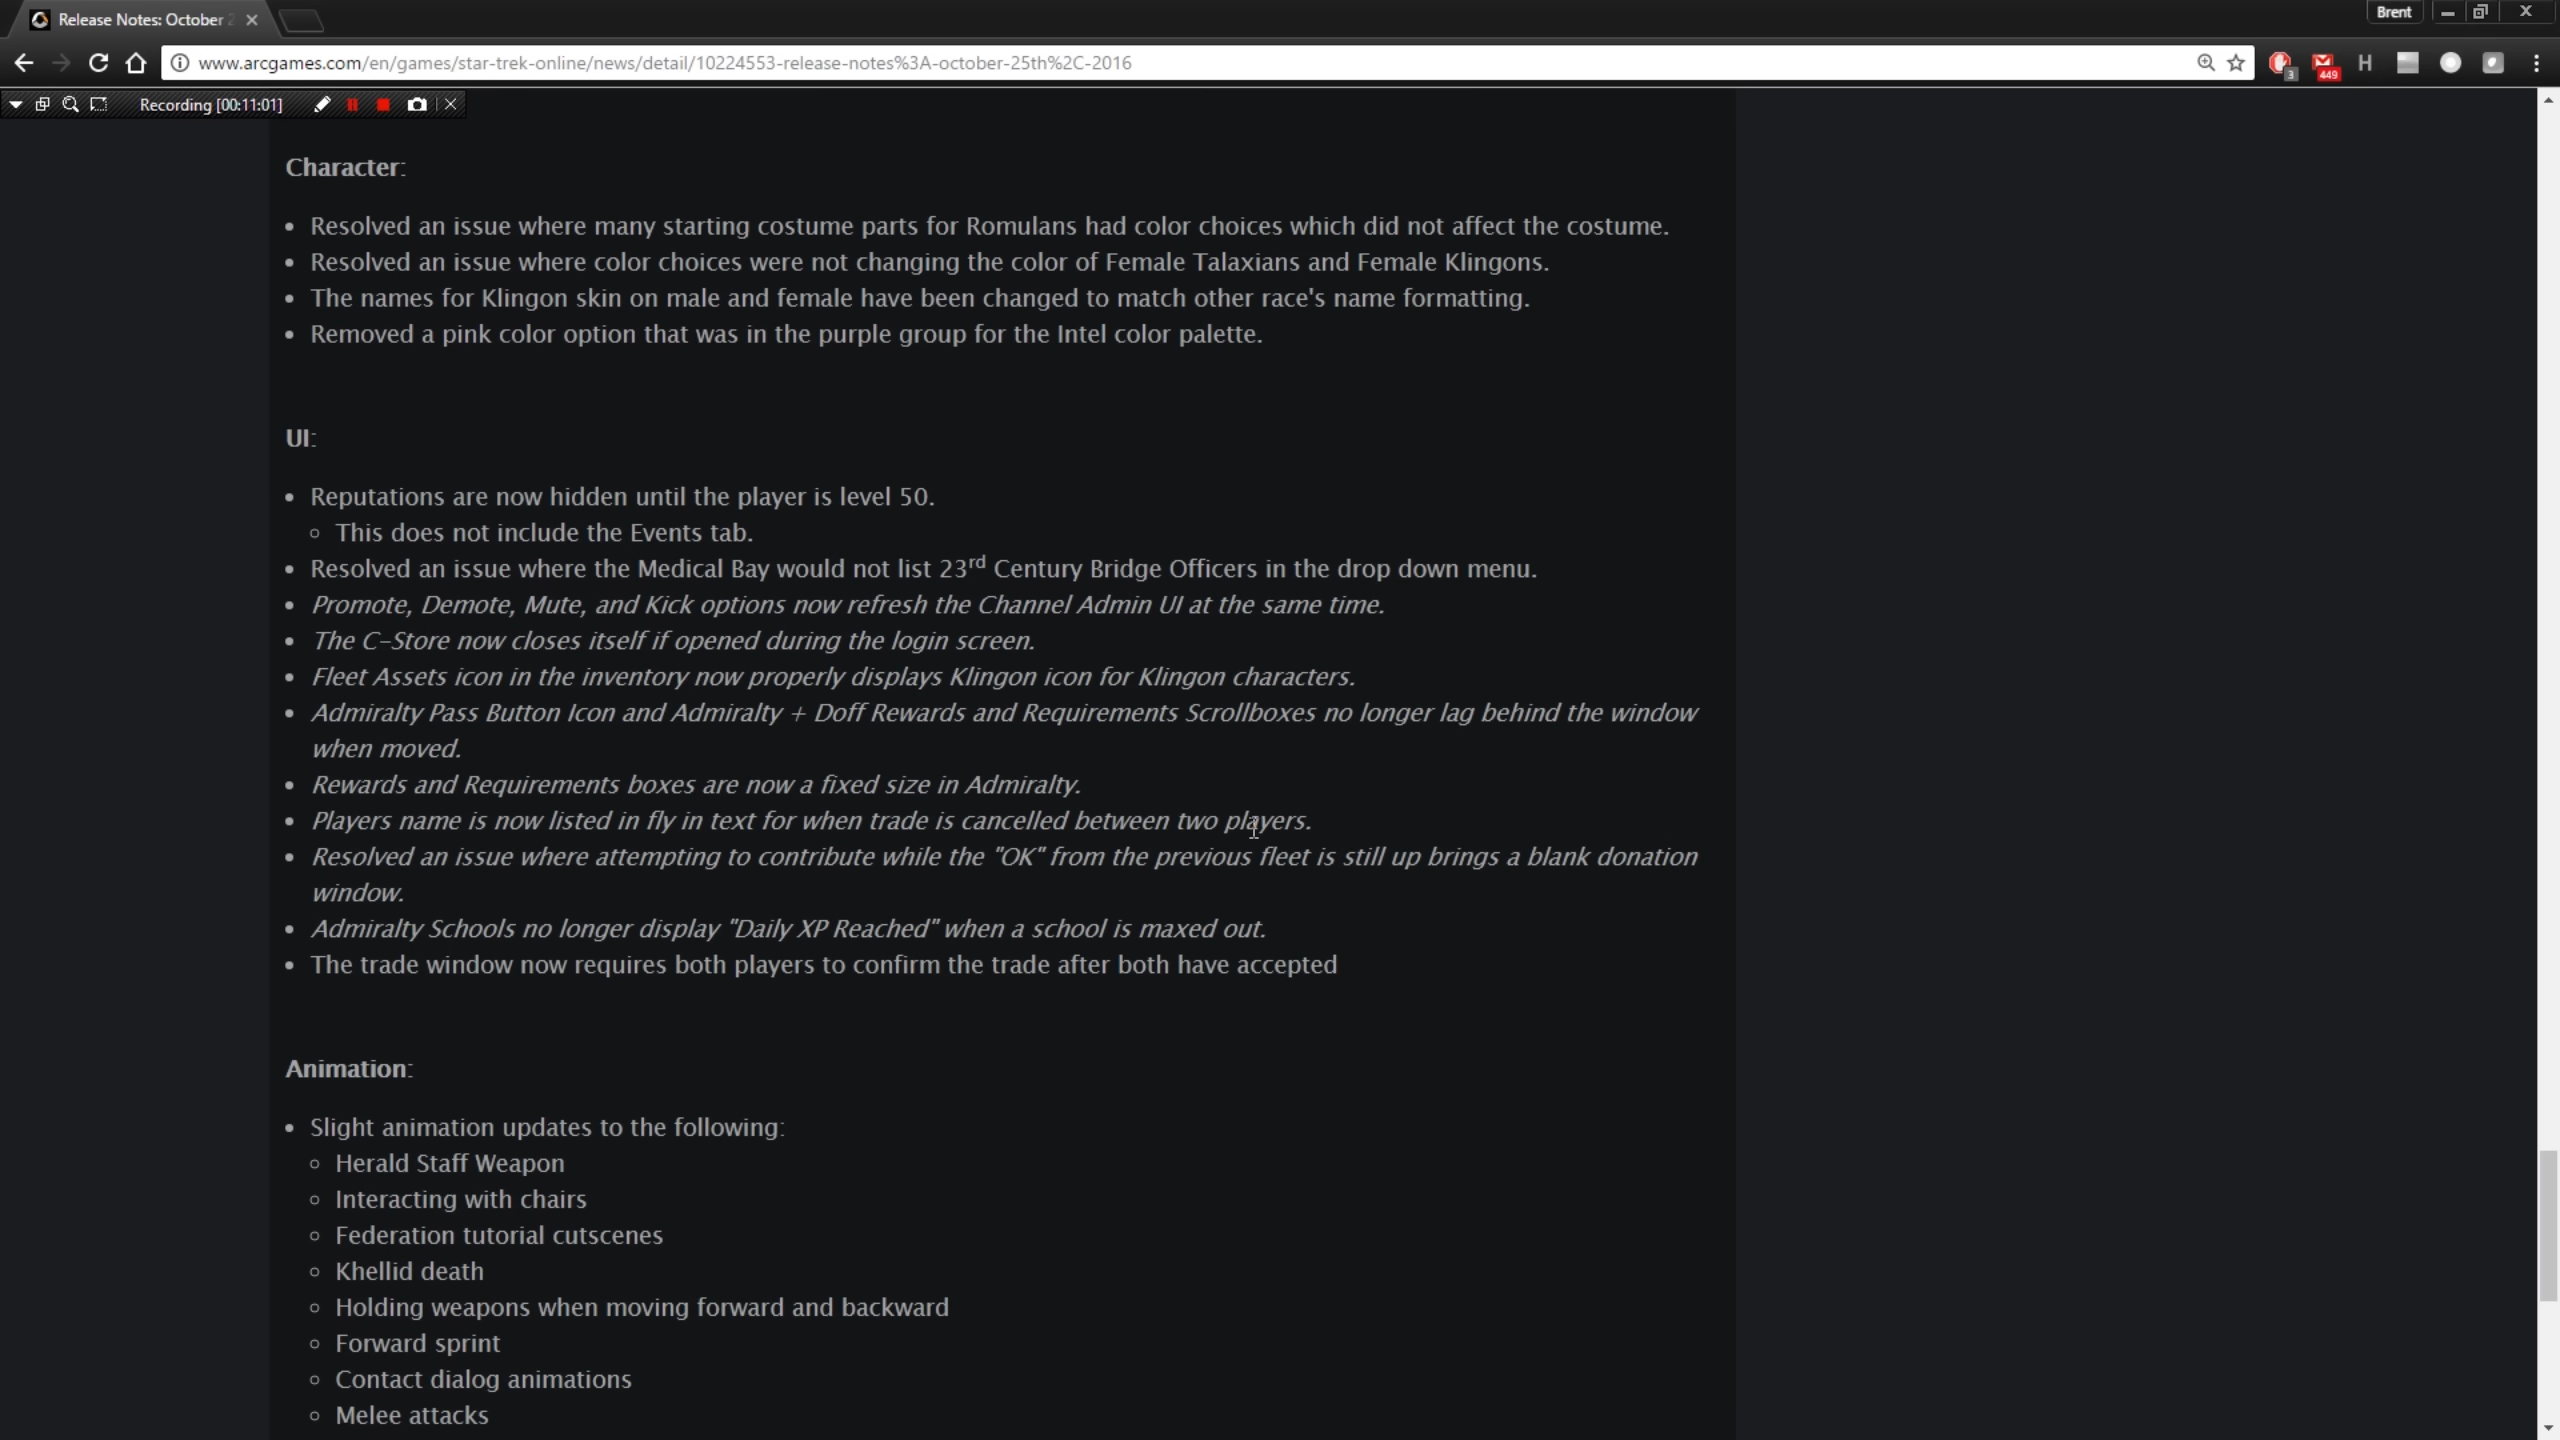 Release Notes: October 2
Brent
www.arcgames.com/en/games/star-trek-online/news/detail/10224553-release-notes%3A-october-25th%2C-2016
3
449
H
Recording [00:11:01]
Character:
• Resolved an issue where many starting costume parts for Romulans had color choices which did not affect the costume.
• Resolved an issue where color choices were not changing the color of Female Talaxians and Female Klingons.
• The names for Klingon skin on male and female have been changed to match other race's name formatting.
• Removed a pink color option that was in the purple group for the Intel color palette.
UI:
• Reputations are now hidden until the player is level 50.
◦ This does not include the Events tab.
• Resolved an issue where the Medical Bay would not list 23rd Century Bridge Officers in the drop down menu.
• Promote, Demote, Mute, and Kick options now refresh the Channel Admin UI at the same time.
• The C-Store now closes itself if opened during the login screen.
• Fleet Assets icon in the inventory now properly displays Klingon icon for Klingon characters.
• Admiralty Pass Button Icon and Admiralty + Doff Rewards and Requirements Scrollboxes no longer lag behind the window
when moved.
• Rewards and Requirements boxes are now a fixed size in Admiralty.
• Players name is now listed in fly in text for when trade is cancelled between two players.
• Resolved an issue where attempting to contribute while the "OK" from the previous fleet is still up brings a blank donation
window.
• Admiralty Schools no longer display "Daily XP Reached" when a school is maxed out.
• The trade window now requires both players to confirm the trade after both have accepted
Animation:
• Slight animation updates to the following:
◦ Herald Staff Weapon
◦ Interacting with chairs
◦ Federation tutorial cutscenes
◦ Khellid death
◦ Holding weapons when moving forward and backward
◦ Forward sprint
◦ Contact dialog animations
◦ Melee attacks